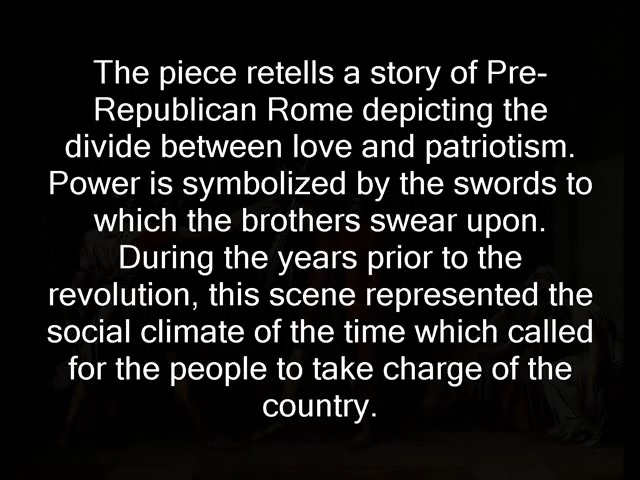 The piece retells a story of Pre-
Republican Rome depicting the
divide between love and patriotism.
Power is symbolized by the swords to
which the brothers swear upon.
During the years prior to the
revolution, this scene represented the
social climate of the time which called
for the people to take charge of the
country.